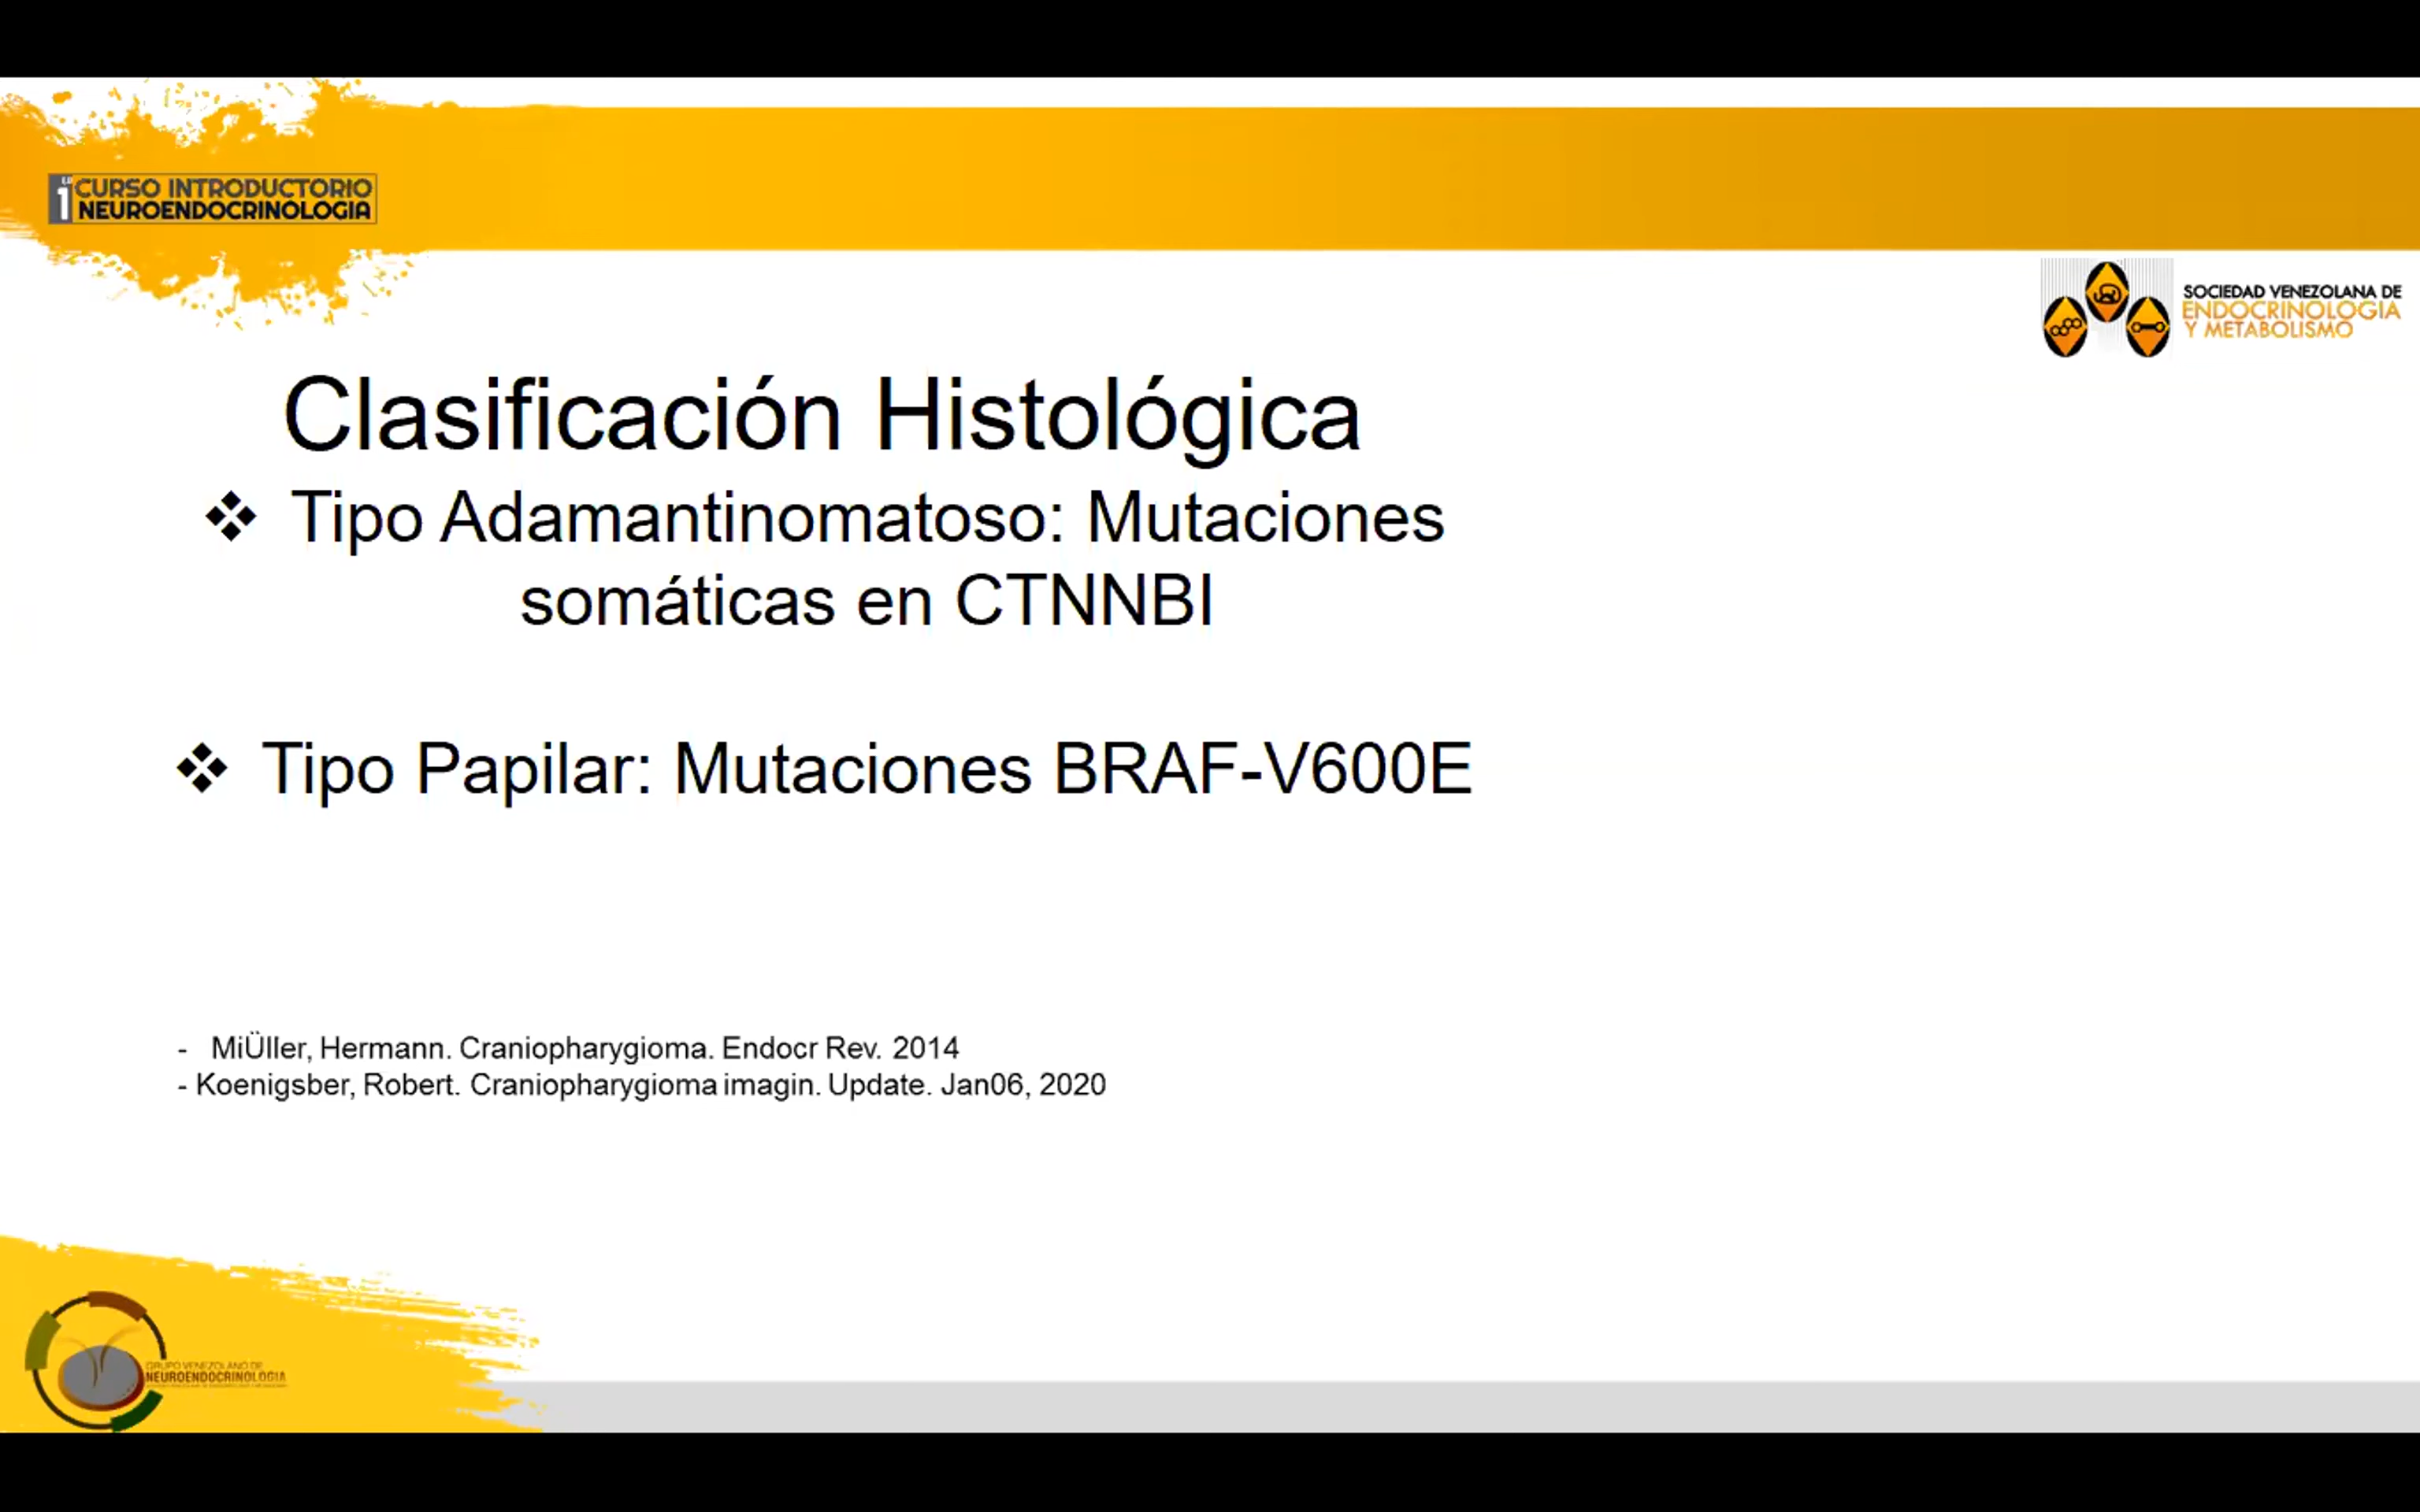 1 ER CURSO INTRODUCTORIO
NEUROENDOCRINOLOGIA
SOCIEDAD VENEZOLANA DE
ENDOCRINOLOGIA
Y METABOLISMO
Clasificación Histológica
❖ Tipo Adamantinomatoso: Mutaciones
somáticas en CTNNBI
❖ Tipo Papilar: Mutaciones BRAF-V600E
- MiÜller, Hermann. Craniopharygioma. Endocr Rev. 2014
- Koenigsber, Robert. Craniopharygioma imagin. Update. Jan06, 2020
GRUPO VENEZOLANO DE
NEUROENDOCRINOLOGIA